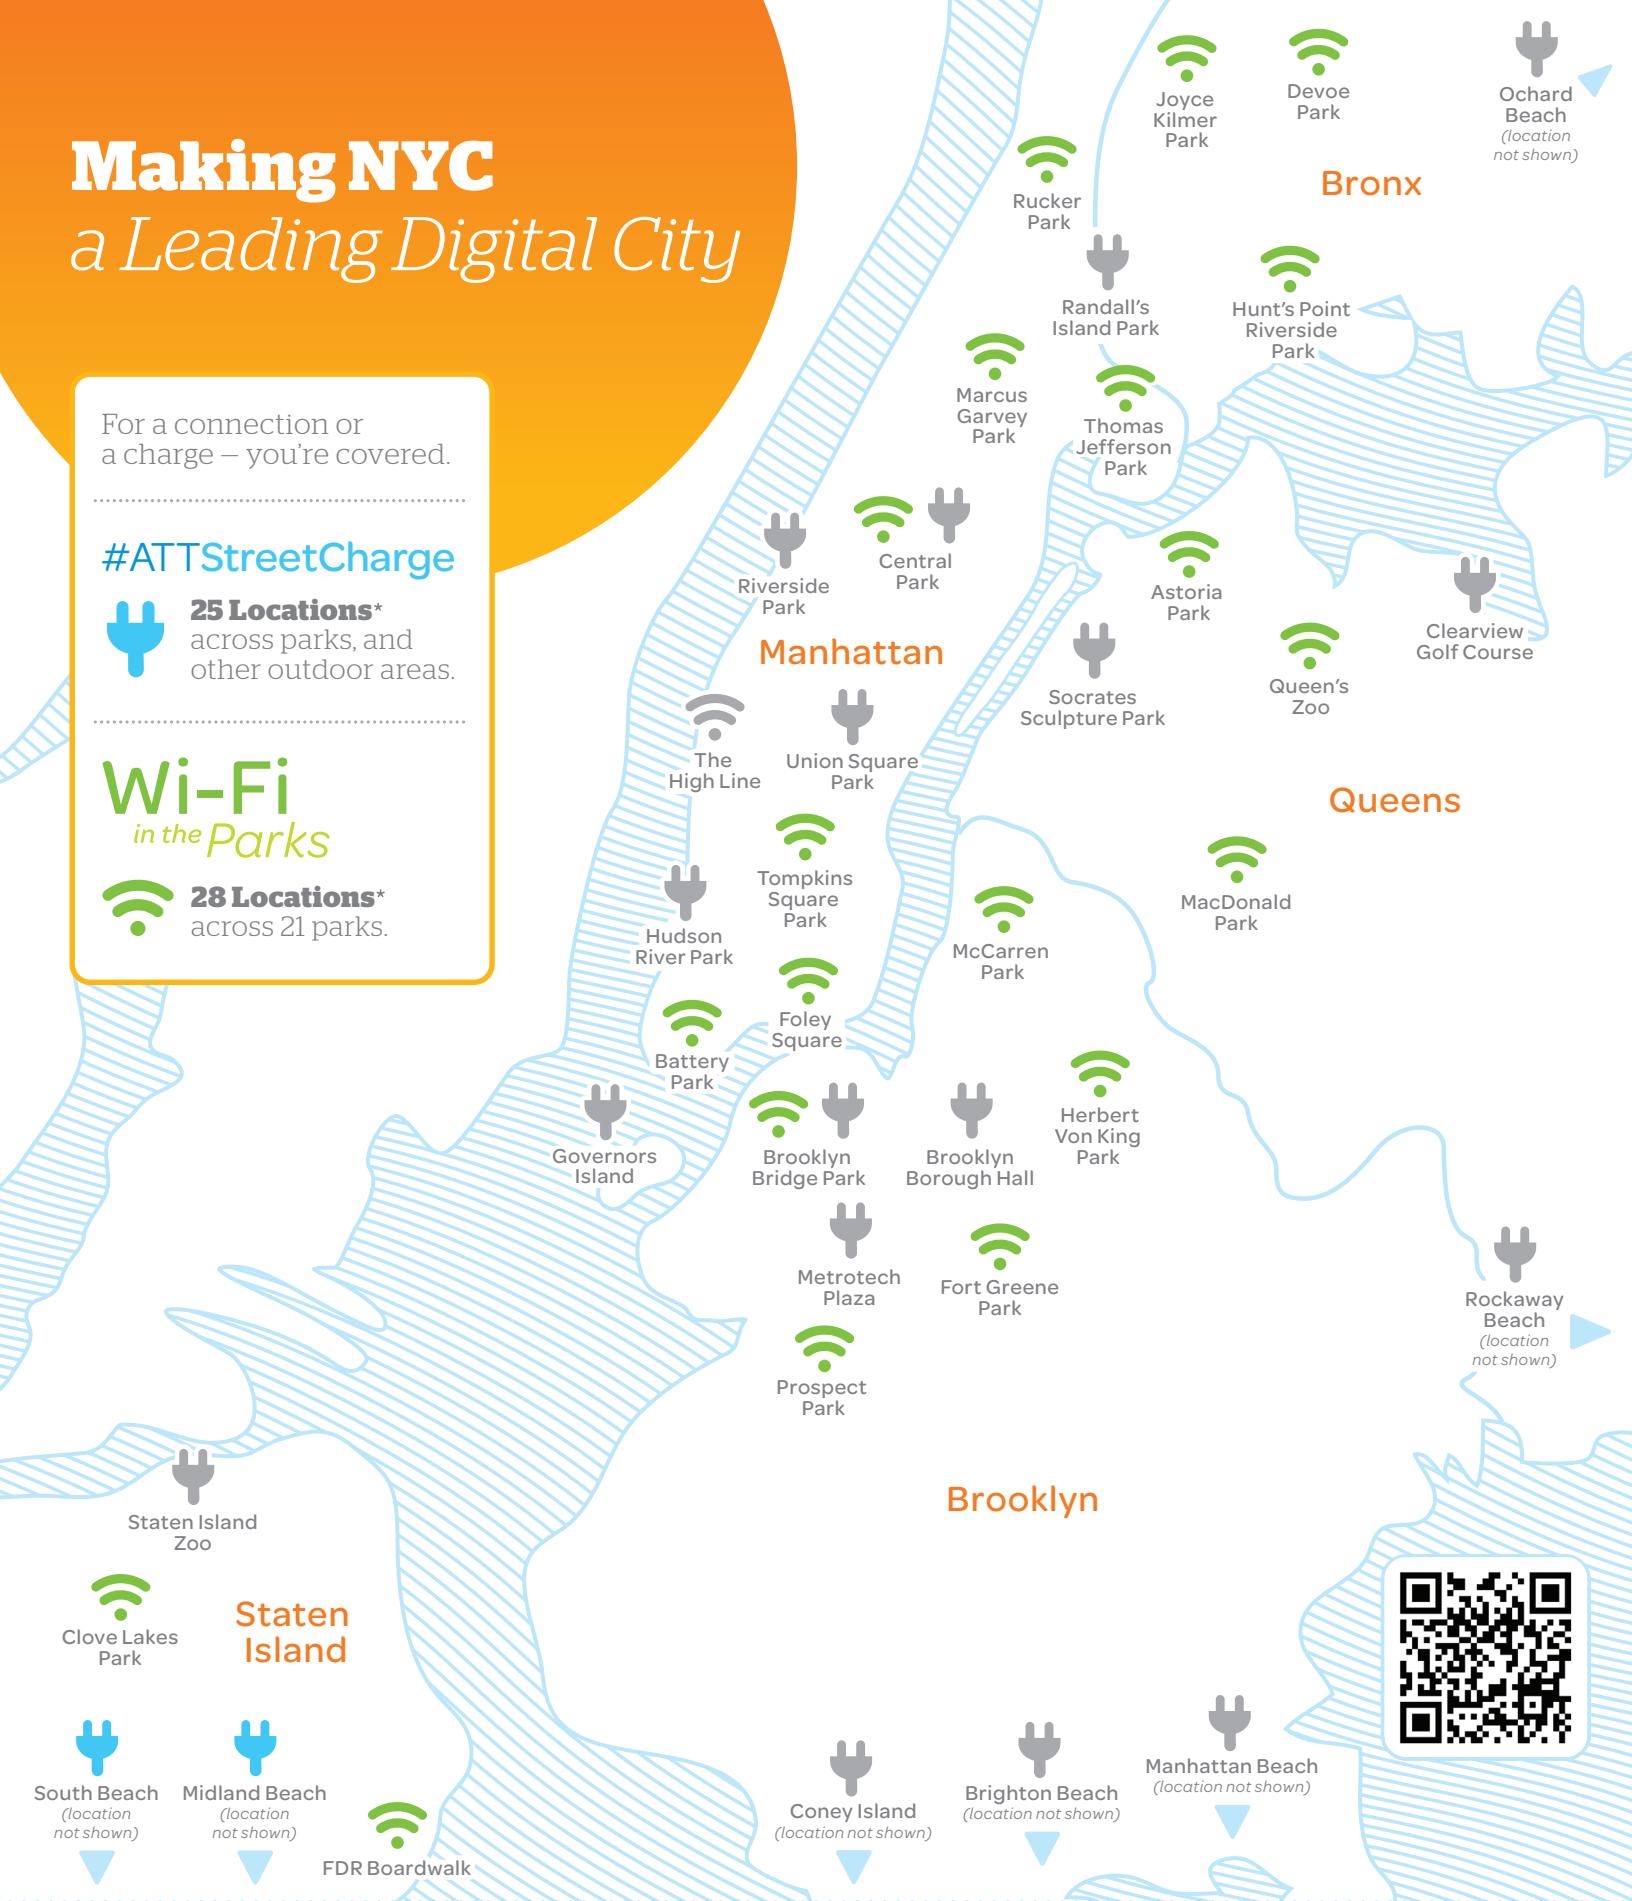 Making NYC
a Leading Digital City
For a connection or
a charge – you're covered.
#ATTStreetCharge
25 Locations*
across parks, and
other outdoor areas.
Wi-Fi
in the Parks
28 Locations*
across 21 parks.
Joyce
Kilmer
Park
Devoe
Park
Ochard
Beach
(location
not shown)
Bronx
Rucker
Park
Randall's
Island Park
Hunt's Point
Riverside
Park
Marcus
Garvey
Park
Thomas
Jefferson
Park
Riverside
Park
Central
Park
Astoria
Park
Clearview
Golf Course
Manhattan
Socrates
Sculpture Park
Queen's
Zoo
The
High Line
Union Square
Park
Queens
Tompkins
Square
Park
MacDonald
Park
Hudson
River Park
McCarren
Park
Foley
Square
Battery
Park
Governors
Island
Brooklyn
Bridge Park
Brooklyn
Borough Hall
Herbert
Von King
Park
Metrotech
Plaza
Fort Greene
Park
Rockaway
Beach
(location
not shown)
Prospect
Park
Brooklyn
Staten Island
Zoo
Clove Lakes
Park
Staten
Island
South Beach
(location
not shown)
Midland Beach
(location
not shown)
FDR Boardwalk
Coney Island
(location not shown)
Brighton Beach
(location not shown)
Manhattan Beach
(location not shown)